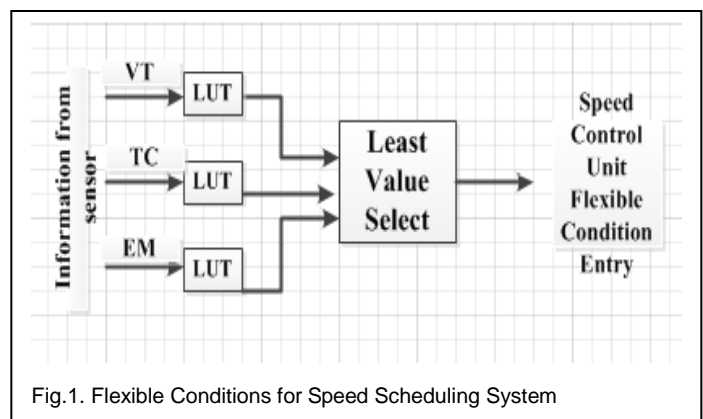 Information from
sensor
VT
LUT
TC
LUT
EM
LUT
Least
Value
Select
Speed
Control
Unit
Flexible
Condition
Entry
Fig.1. Flexible Conditions for Speed Scheduling System